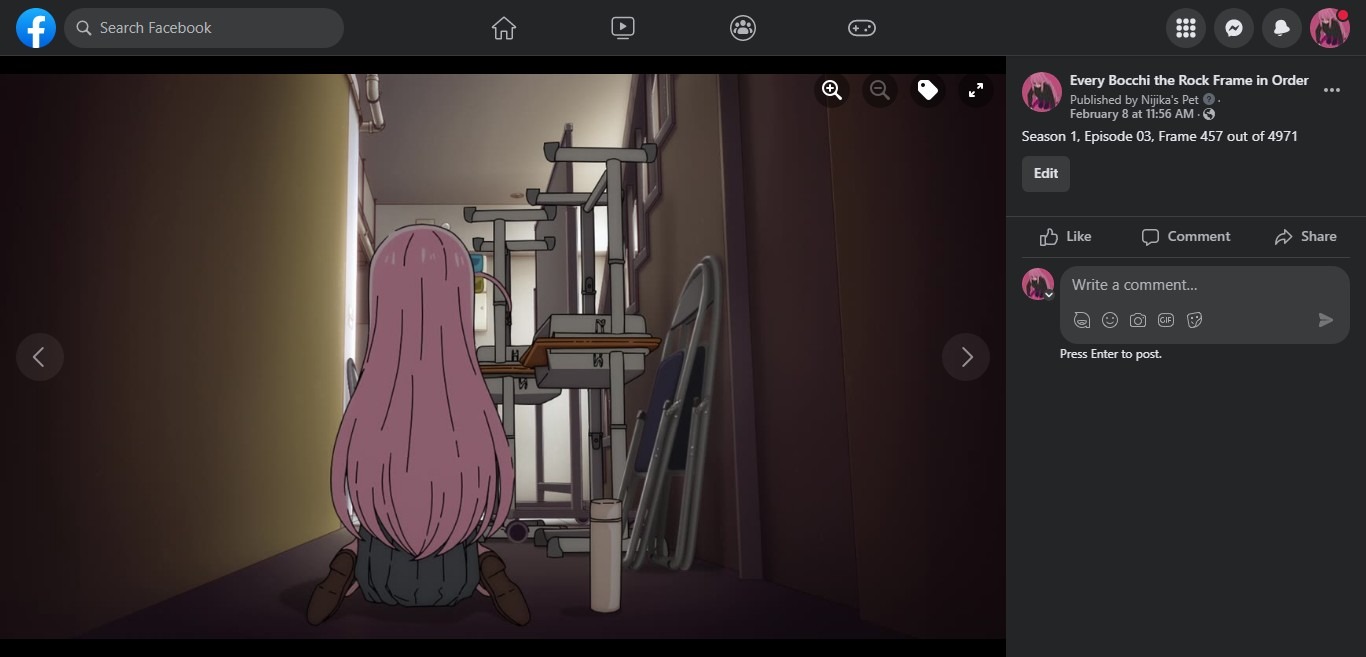 Search Facebook
Every Bocchi the Rock Frame in Order
Published by Nijika's Pet ·
February 8 at 11:56 AM ·
Season 1, Episode 03, Frame 457 out of 4971
Edit
Like
Comment
Share
Write a comment...
GIF
Press Enter to post.